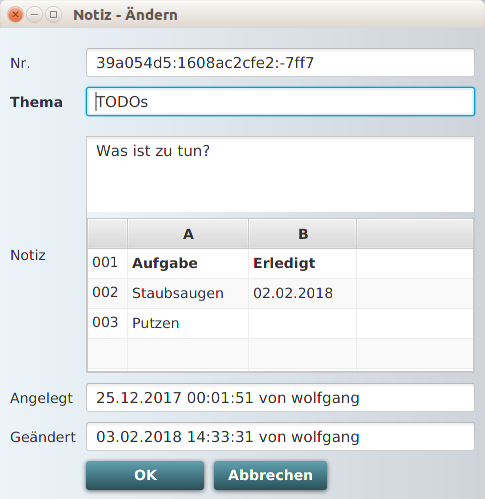 Notiz - Ändern
Nr. 39a054d5:1608ac2cfe2:-7ff7
Thema TODOs
Was ist zu tun?
Notiz
A B
001 Aufgabe Erledigt
002 Staubsaugen 02.02.2018
003 Putzen
Angelegt 25.12.2017 00:01:51 von wolfgang
Geändert 03.02.2018 14:33:31 von wolfgang
OK Abbrechen